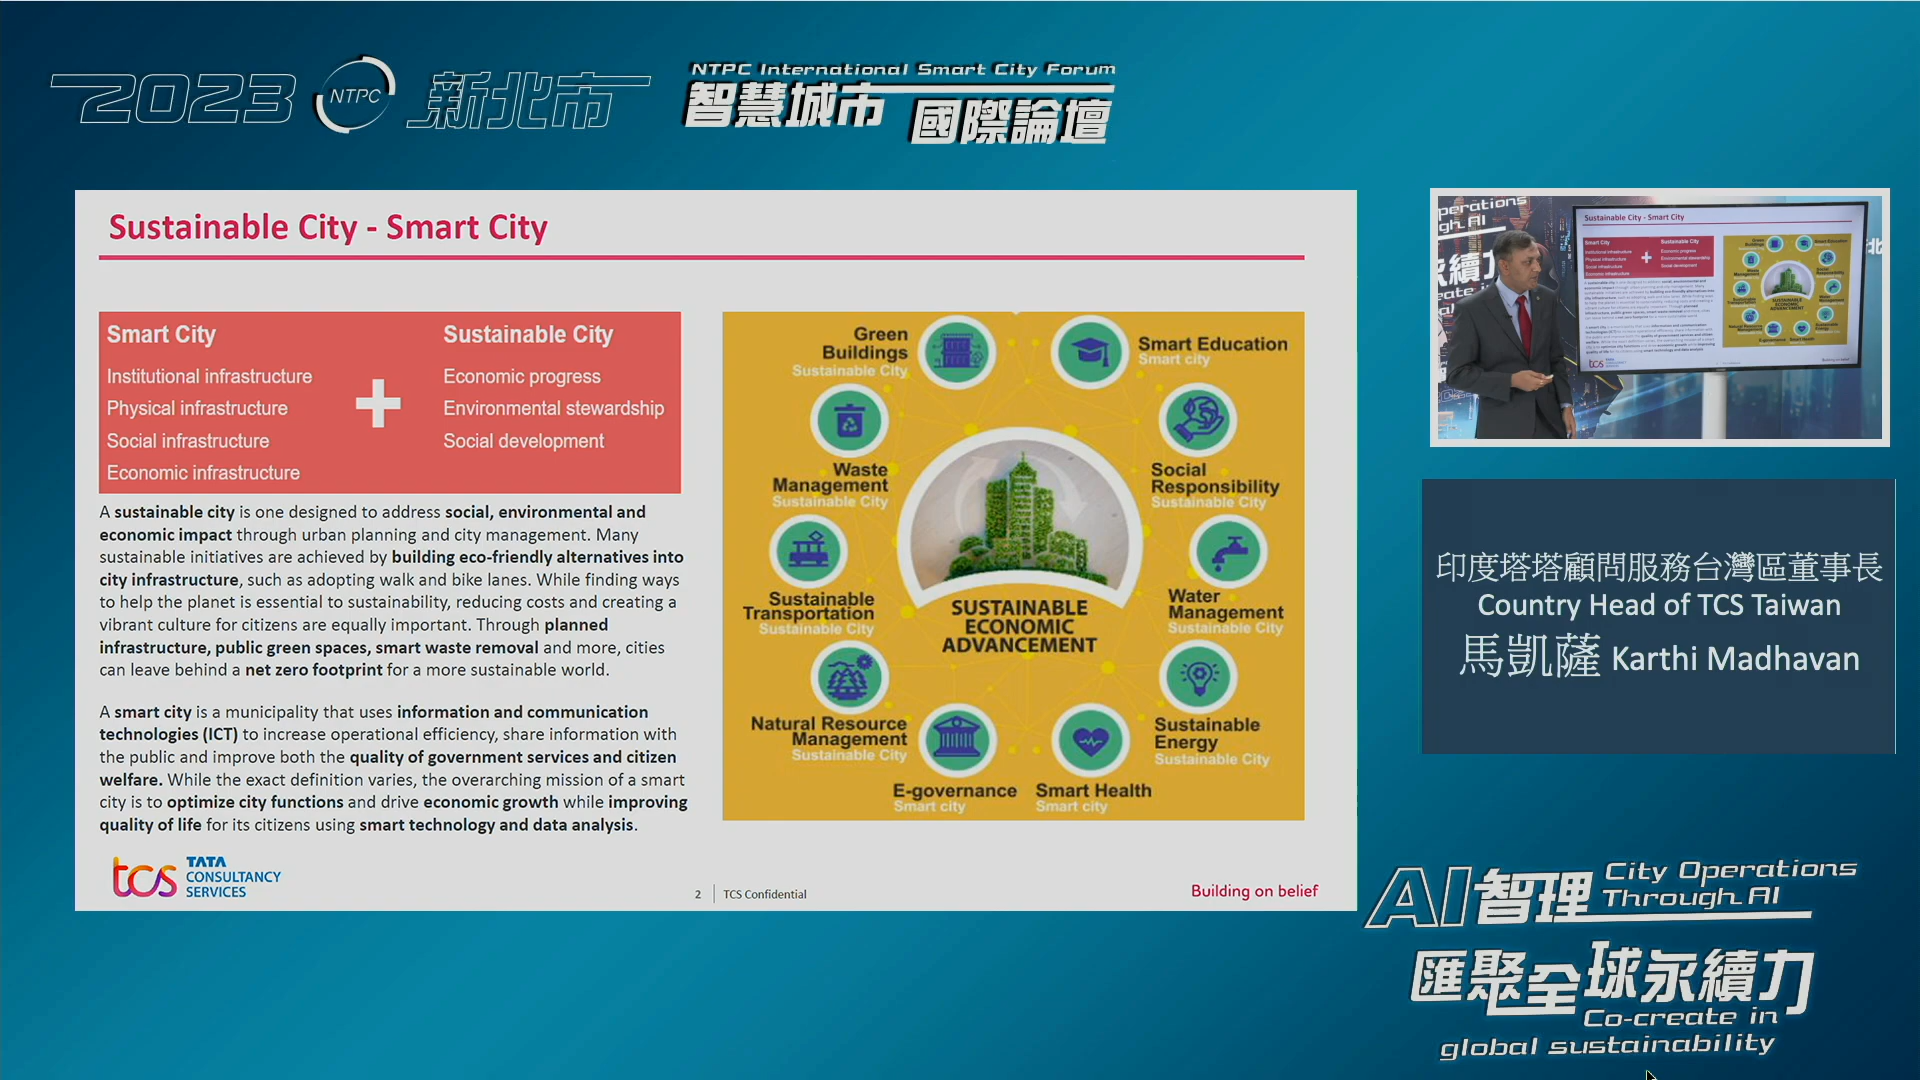 2023 NTPC 新北市
NTPC International Smart City Forum
智慧城市 國際論壇
Sustainable City - Smart City
Smart City
Institutional infrastructure
Physical infrastructure
Social infrastructure
Economic infrastructure
+
Sustainable City
Economic progress
Environmental stewardship
Social development
A sustainable city is one designed to address social, environmental and
economic impact through urban planning and city management. Many
sustainable initiatives are achieved by building eco-friendly alternatives into
city infrastructure, such as adopting walk and bike lanes. While finding ways
to help the planet is essential to sustainability, reducing costs and creating a
vibrant culture for citizens are equally important. Through planned
infrastructure, public green spaces, smart waste removal and more, cities
can leave behind a net zero footprint for a more sustainable world.
A smart city is a municipality that uses information and communication
technologies (ICT) to increase operational efficiency, share information with
the public and improve both the quality of government services and citizen
welfare. While the exact definition varies, the overarching mission of a smart
city is to optimize city functions and drive economic growth while improving
quality of life for its citizens using smart technology and data analysis.
Green
Buildings
Sustainable City
Smart Education
Smart city
Waste
Management
Sustainable City
Social
Responsibility
Sustainable City
Sustainable
Transportation
Sustainable City
Water
Management
Sustainable City
SUSTAINABLE
ECONOMIC
ADVANCEMENT
Natural Resource
Management
Sustainable City
Sustainable
Energy
Sustainable City
E-governance
Smart city
Smart Health
Smart city
tcs TATA
CONSULTANCY
SERVICES
2 TCS Confidential
Building on belief
印度塔塔顧問服務台灣區董事長
Country Head of TCS Taiwan
馬凱薩 Karthi Madhavan
AI智理 City Operations
Through AI
匯聚全球永續力
Co-create in
global sustainability